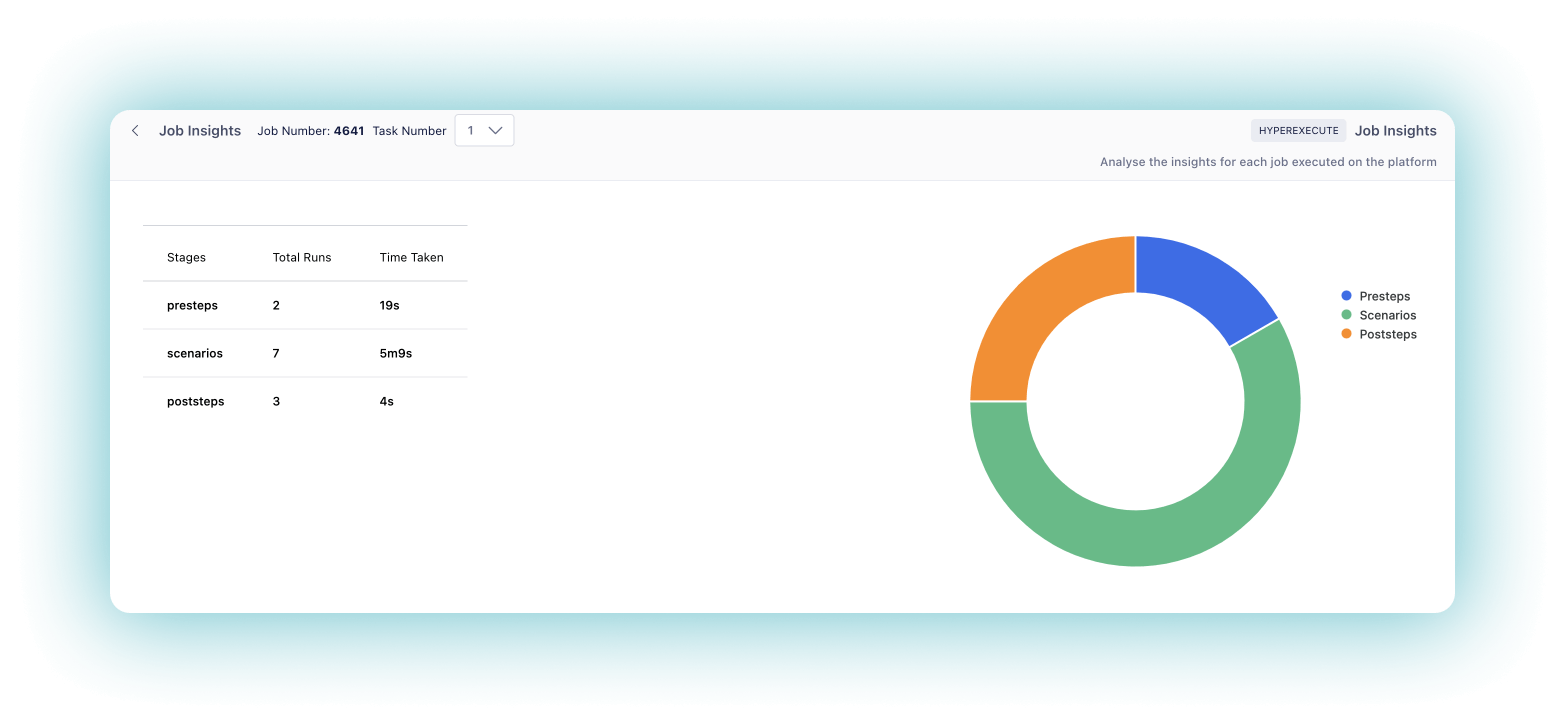 Job Insights Job Number: 4641 Task Number 1 HYPEREXECUTE Job Insights
Analyse the insights for each job executed on the platform
Stages Total Runs Time Taken
presteps 2 19s
scenarios 7 5m9s
poststeps 3 4s
Presteps
Scenarios
Poststeps